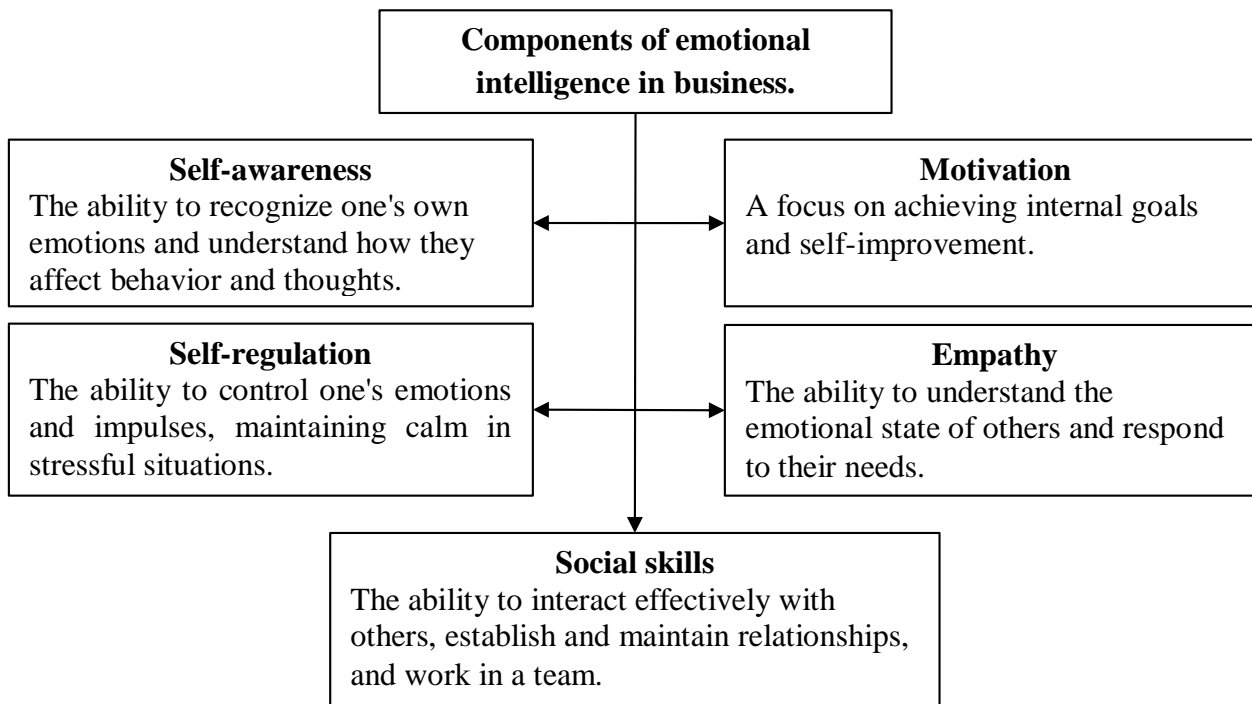 Components of emotional
intelligence in business.
Self-awareness
The ability to recognize one's own
emotions and understand how they
affect behavior and thoughts.
Motivation
A focus on achieving internal goals
and self-improvement.
Self-regulation
The ability to control one's emotions
and impulses, maintaining calm in
stressful situations.
Empathy
The ability to understand the
emotional state of others and respond
to their needs.
Social skills
The ability to interact effectively with
others, establish and maintain relationships,
and work in a team.